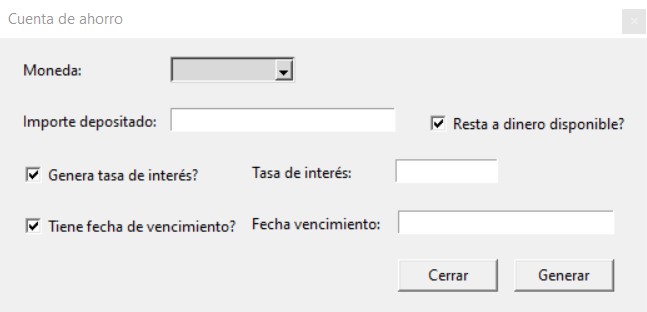 Cuenta de ahorro
Moneda:
Importe depositado:
Resta a dinero disponible?
Genera tasa de interés?
Tasa de interés:
Tiene fecha de vencimiento?
Fecha vencimiento:
Cerrar
Generar